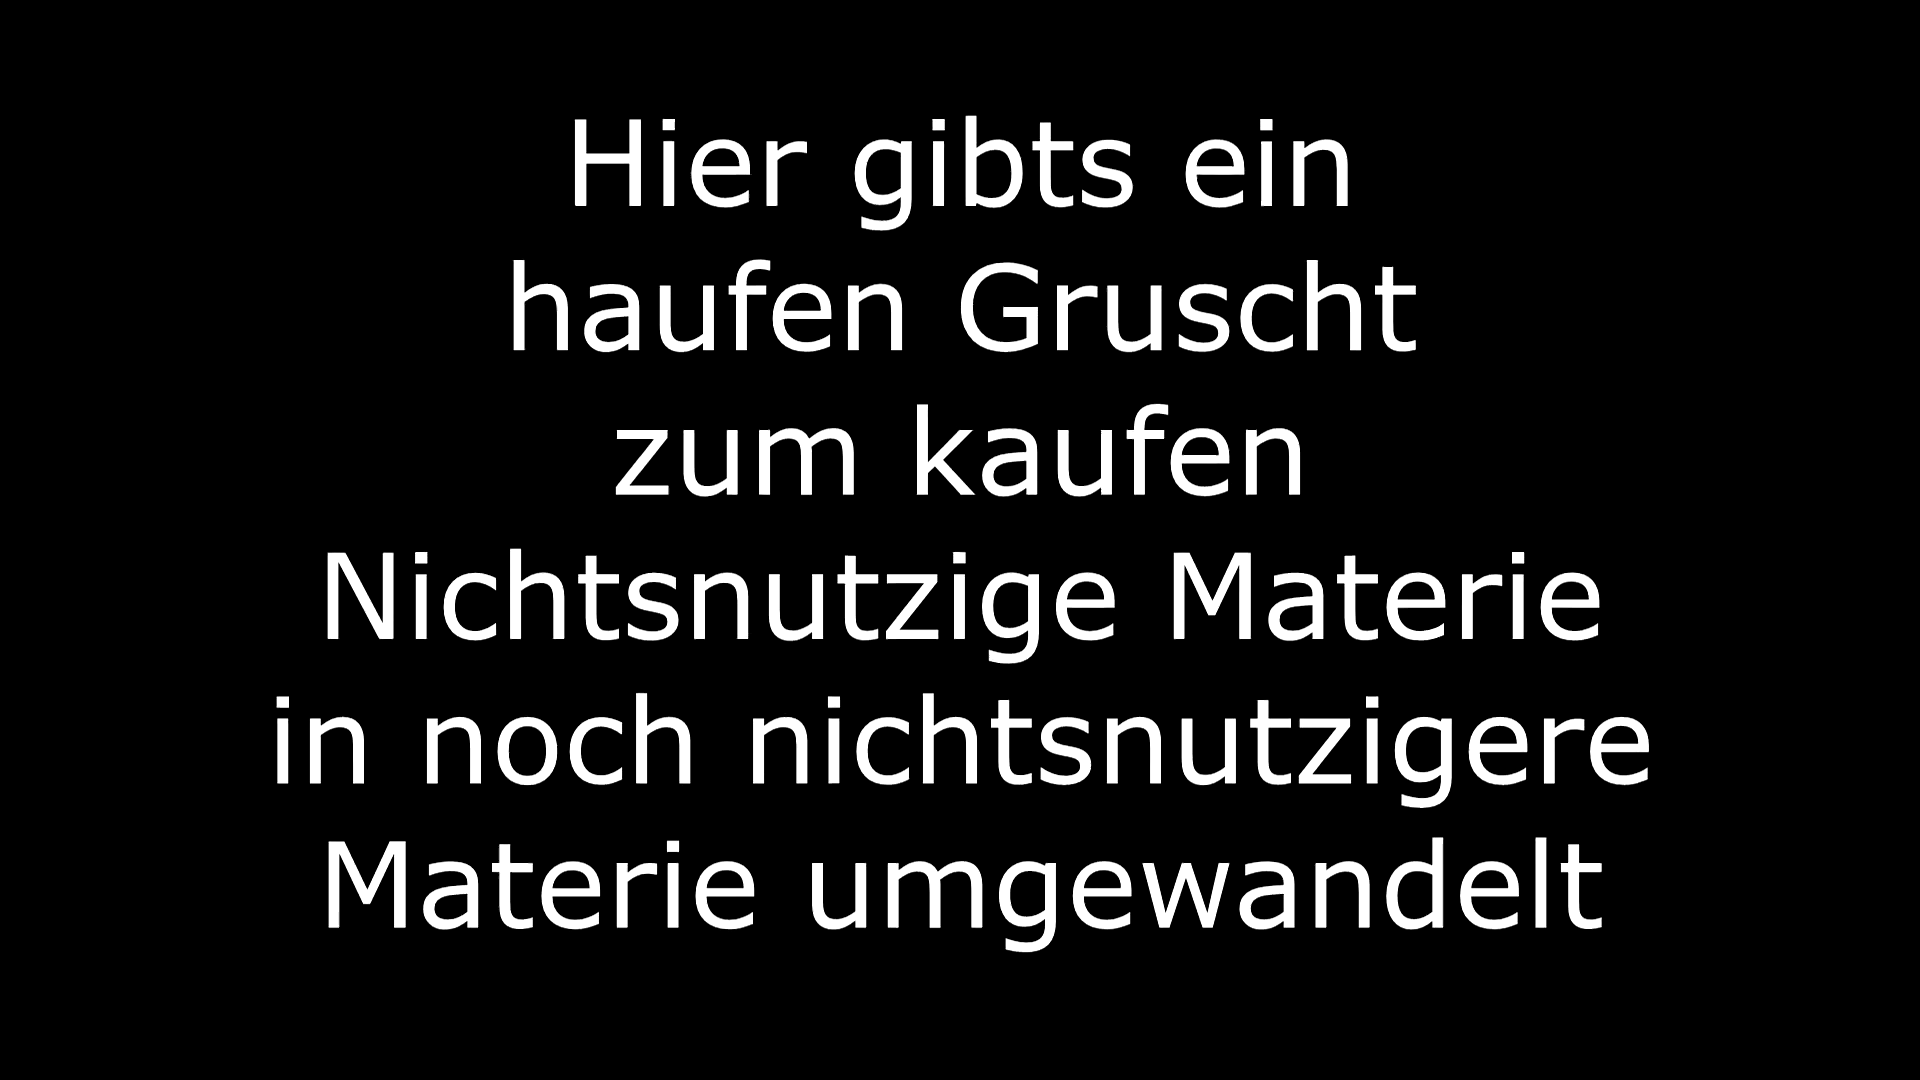 Hier gibts ein
haufen Gruscht
zum kaufen
Nichtsnutzige Materie
in noch nichtsnutzigere
Materie umgewandelt